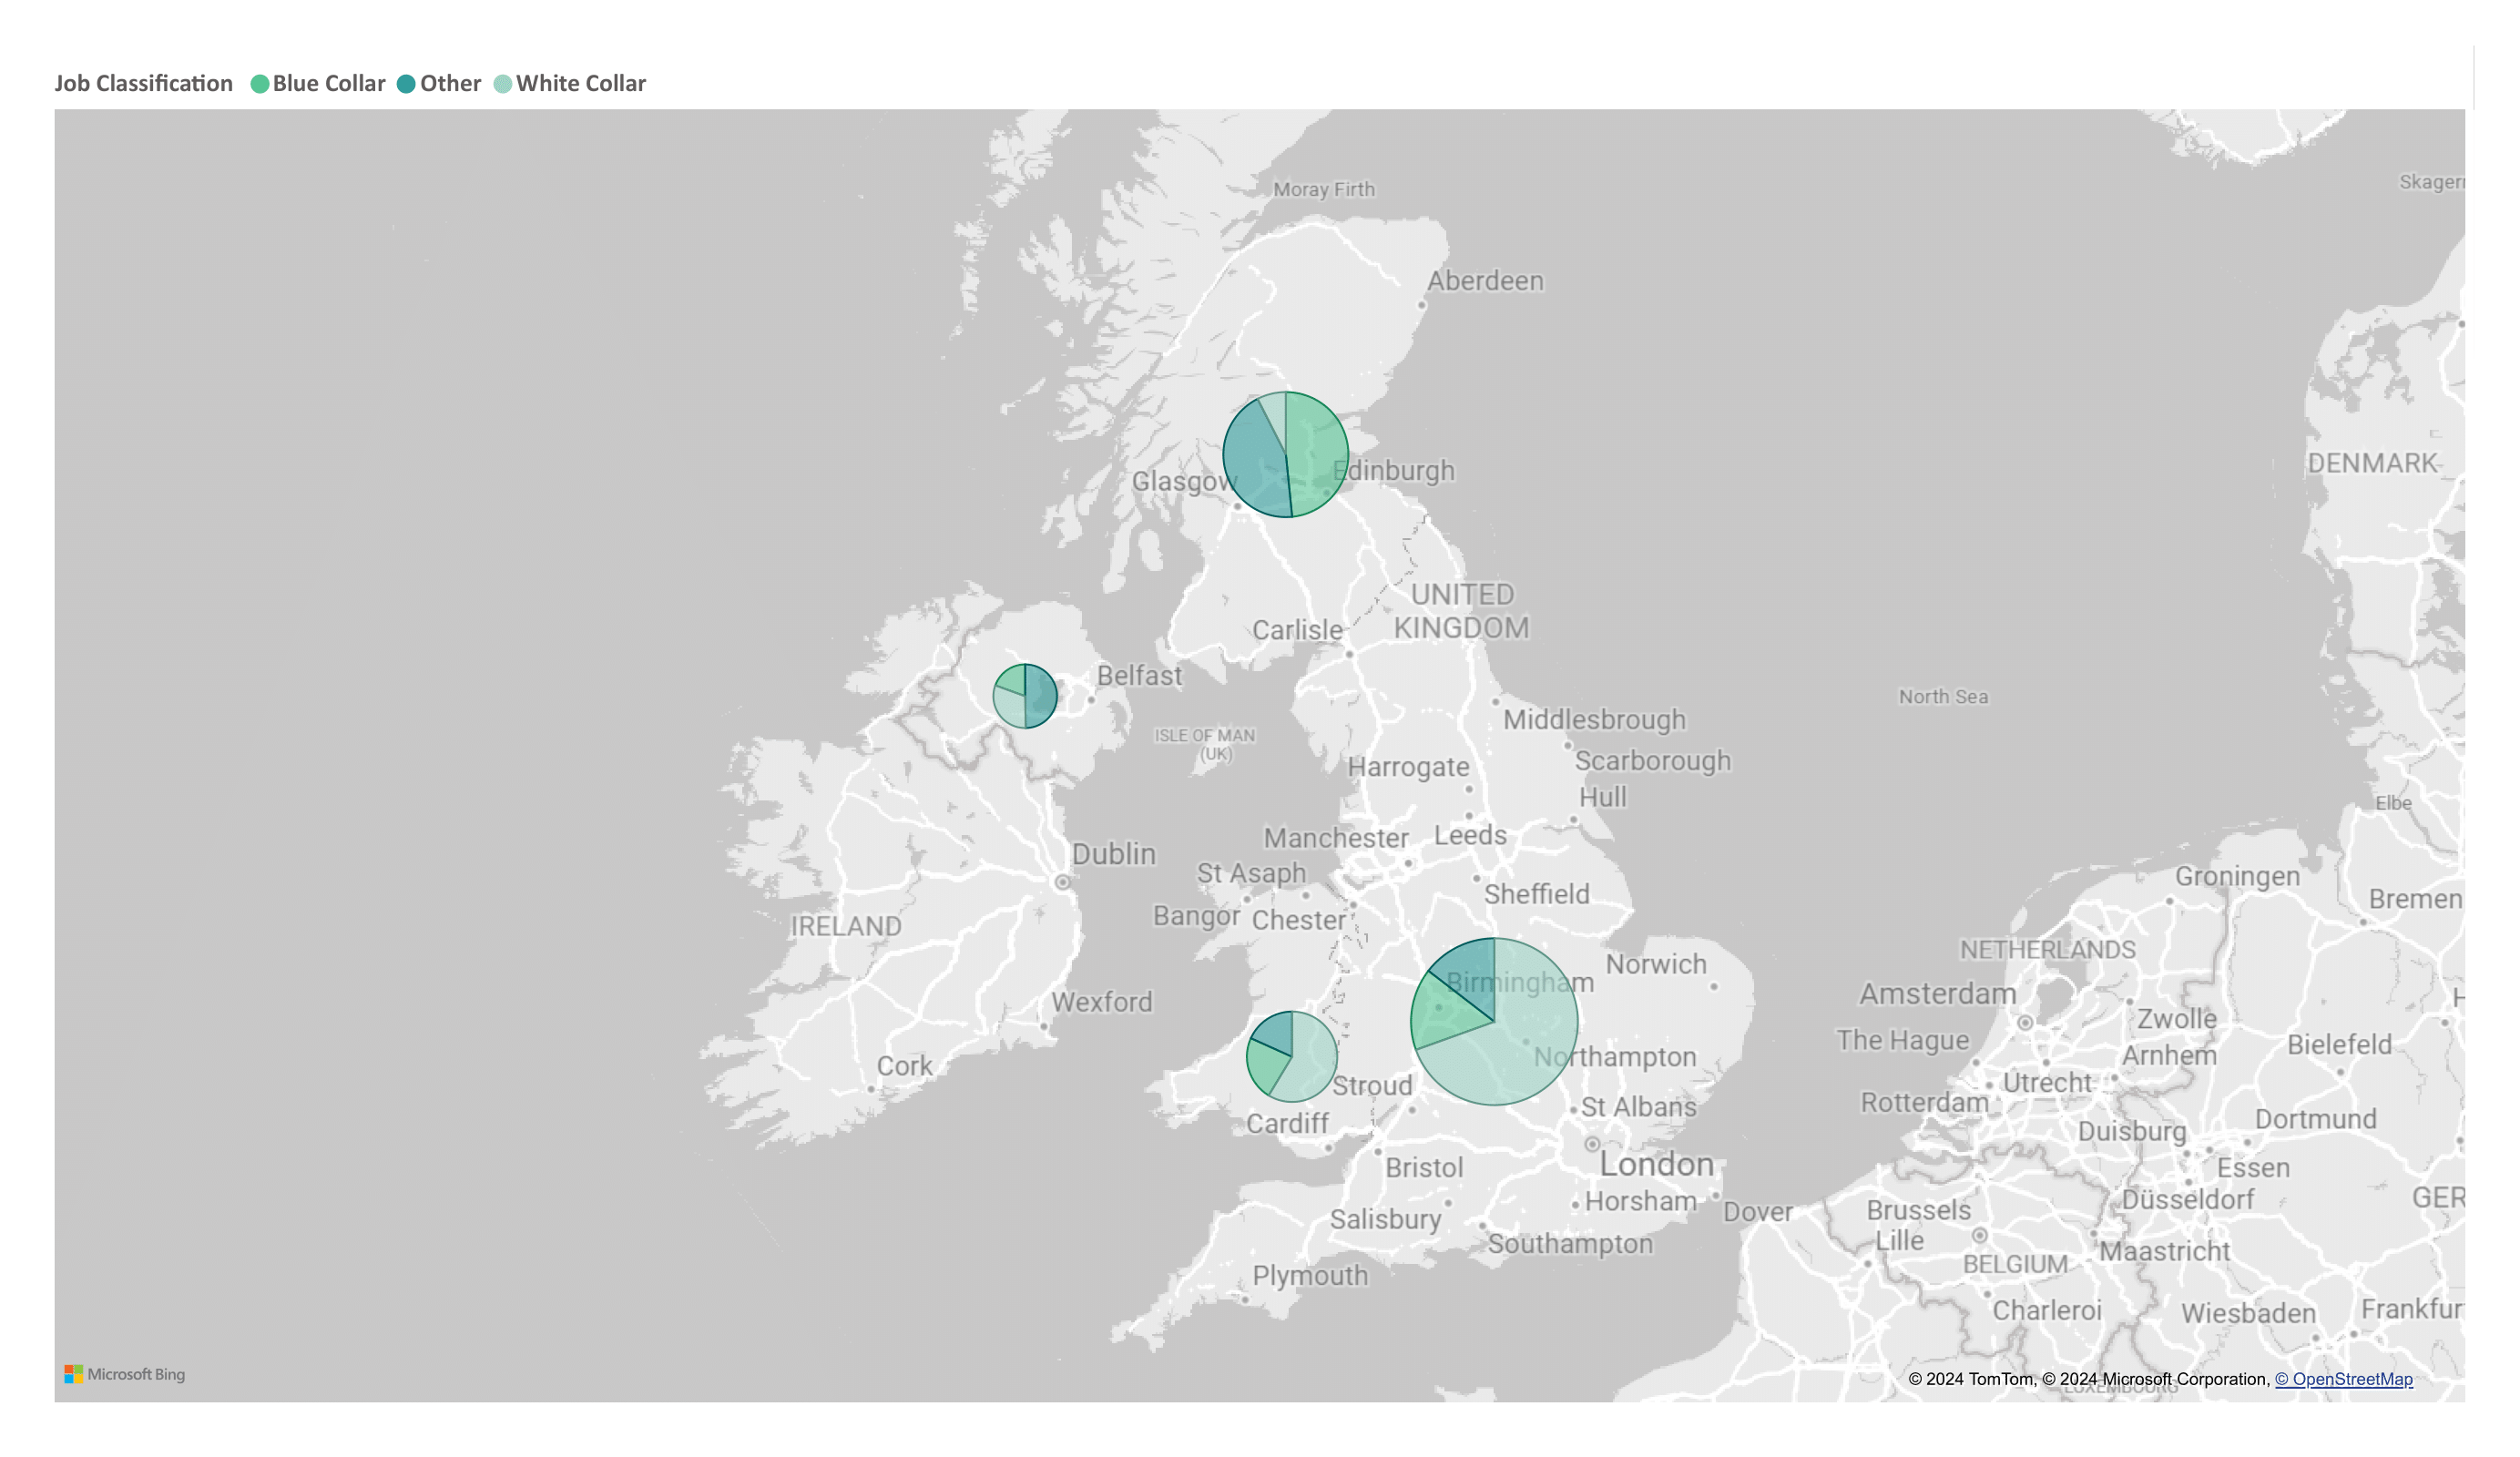 Job Classification Blue Collar Other White Collar
Moray Firth
Aberdeen
Edinburgh
Glasgow
UNITED
KINGDOM
Carlisle
Belfast
ISLE OF MAN
(UK)
Middlesbrough
Scarborough
Harrogate
Hull
Manchester
Leeds
Dublin
St Asaph
Sheffield
Bangor
Chester
IRELAND
Birmingham
Norwich
Wexford
Northampton
Cork
Stroud
Cardiff
St Albans
Bristol
London
Horsham
Salisbury
Dover
Southampton
Plymouth
North Sea
DENMARK
Elbe
Groningen
Bremen
NETHERLANDS
Amsterdam
Zwolle
The Hague
Arnhem
Bielefeld
Utrecht
Rotterdam
Dortmund
Duisburg
Essen
Düsseldorf
GER
Brussels
Lille
Maastricht
BELGIUM
Charleroi
Wiesbaden
Frankfur
Microsoft Bing
LUXEMBOURG
© 2024 TomTom, © 2024 Microsoft Corporation, © OpenStreetMap